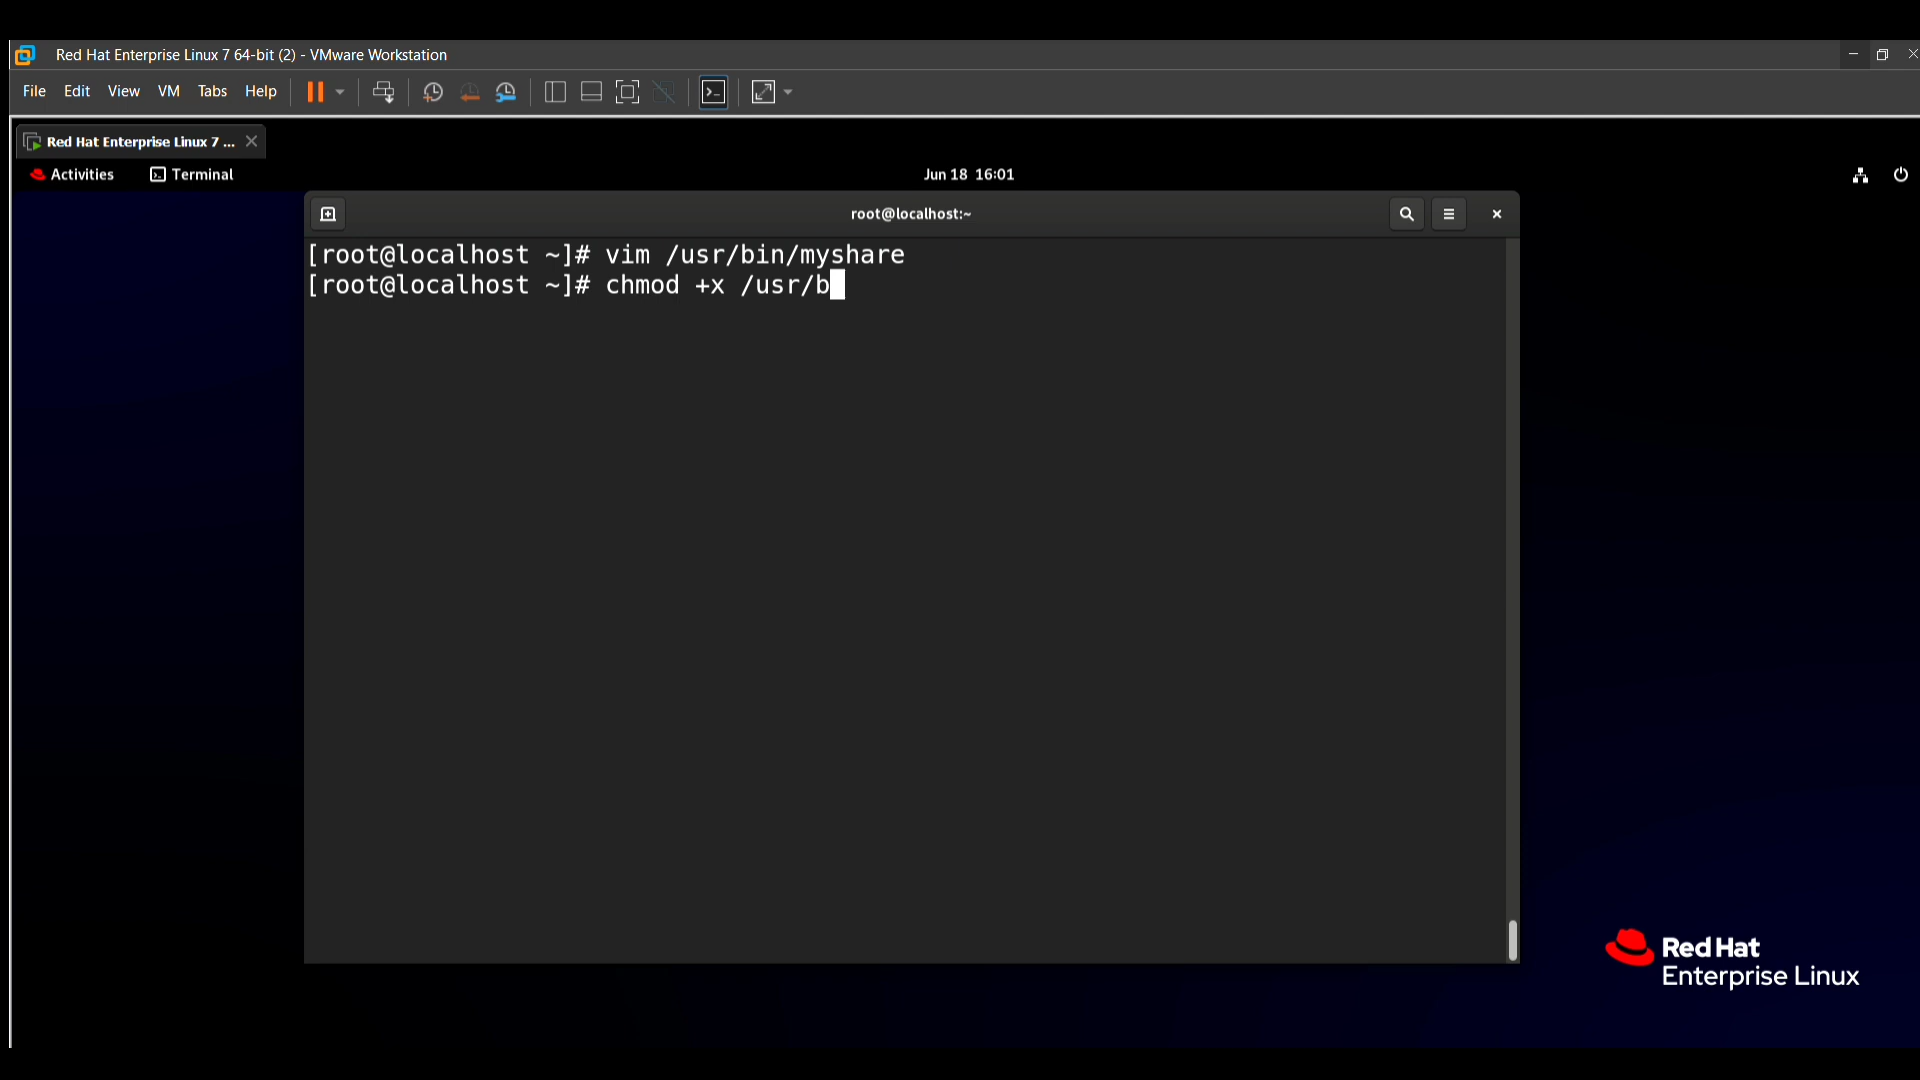 Red Hat Enterprise Linux 7 64-bit (2) - VMware Workstation
File Edit View VM Tabs Help
Red Hat Enterprise Linux 7 ...
Activities Terminal Jun 18 16:01
root@localhost:~
[root@localhost ~]# vim /usr/bin/myshare
[root@localhost ~]# chmod +x /usr/b
Red Hat
Enterprise Linux